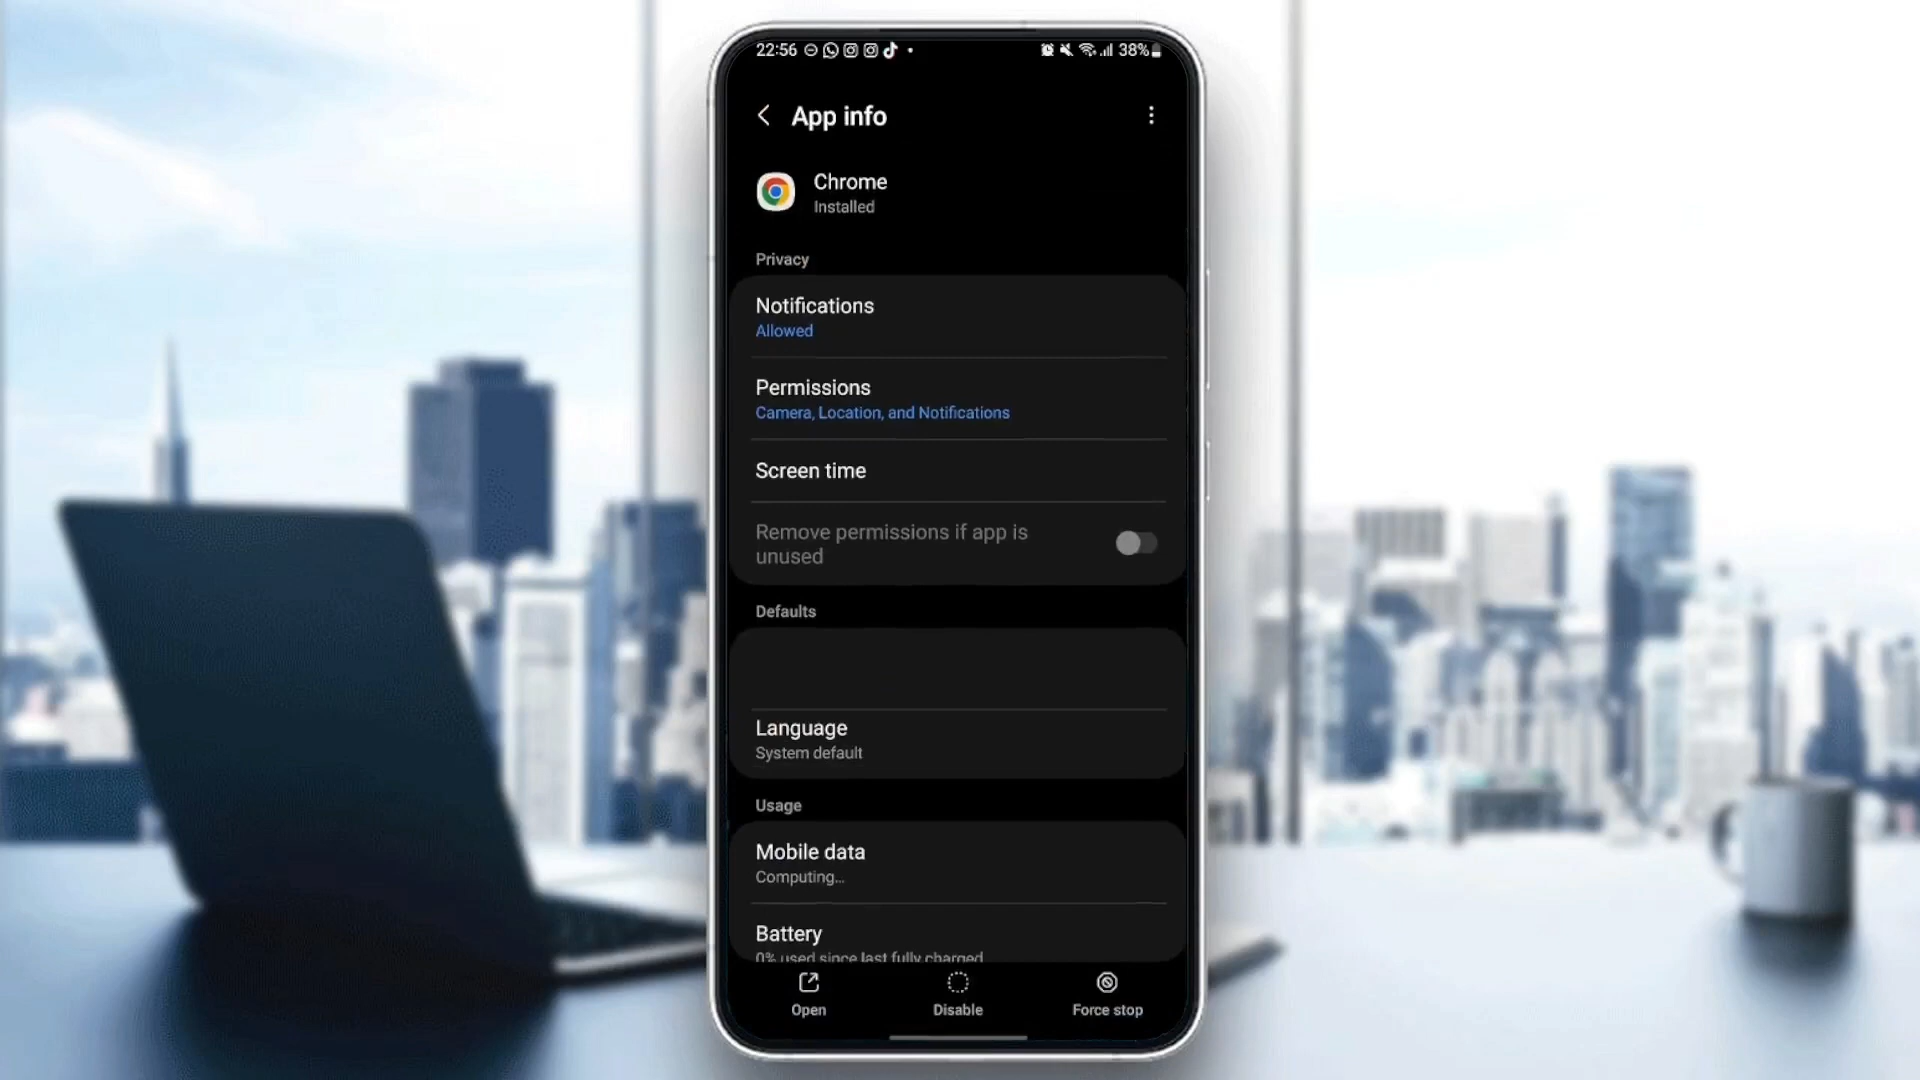 22:56 38%
App info
Chrome
Installed
Privacy
Notifications
Allowed
Permissions
Camera, Location, and Notifications
Screen time
Remove permissions if app is
unused
Defaults
Language
System default
Usage
Mobile data
Computing...
Battery
0% used since last fully charged
Open Disable Force stop